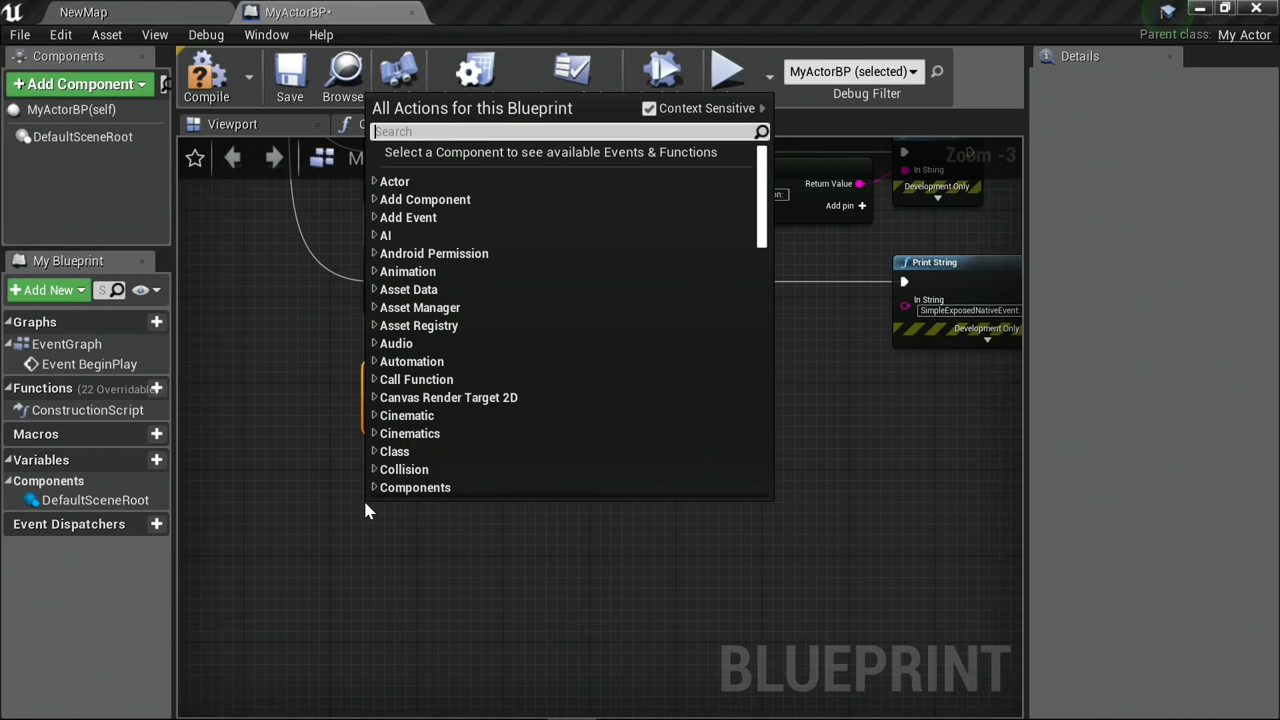 NewMap
MyActorBP*
File Edit Asset View Debug Window Help
Parent class: My Actor
Components
Add Component
MyActorBP(self)
DefaultSceneRoot
Compile
Save
Browse
MyActorBP (selected)
Debug Filter
Details
Viewport
Zoom -3
All Actions for this Blueprint
Context Sensitive
Search
Select a Component to see available Events & Functions
Actor
Add Component
Add Event
AI
Android Permission
Animation
Asset Data
Asset Manager
Asset Registry
Audio
Automation
Call Function
Canvas Render Target 2D
Cinematic
Cinematics
Class
Collision
Components
Return Value
Add pin
In String
Development Only
Print String
In String
SimpleExposedNativeEvent:
Development Only
My Blueprint
Add New
S
Graphs
EventGraph
Event BeginPlay
Functions (22 Overridable
ConstructionScript
Macros
Variables
Components
DefaultSceneRoot
Event Dispatchers
BLUEPRINT